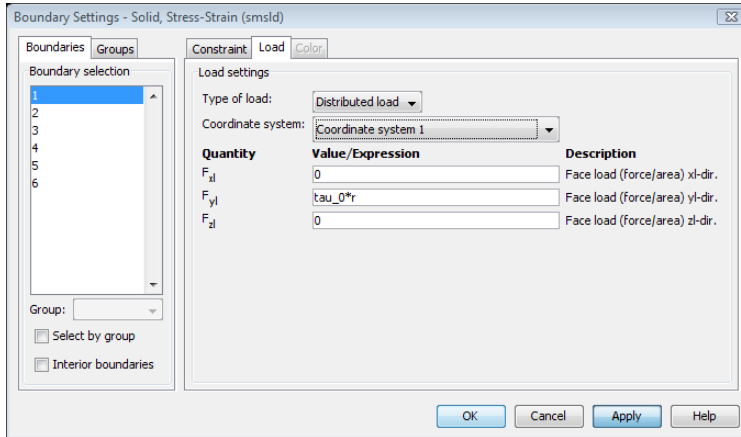 Boundary Settings - Solid, Stress-Strain (smsld)
Boundaries Groups
Boundary selection
1
2
3
4
5
6
Group:
Select by group
Interior boundaries
Constraint Load Color
Load settings
Type of load: Distributed load
Coordinate system: Coordinate system 1
Quantity Value/Expression Description
Fxl 0 Face load (force/area) xl-dir.
Fyl tau_0*r Face load (force/area) yl-dir.
Fzl 0 Face load (force/area) zl-dir.
OK Cancel Apply Help